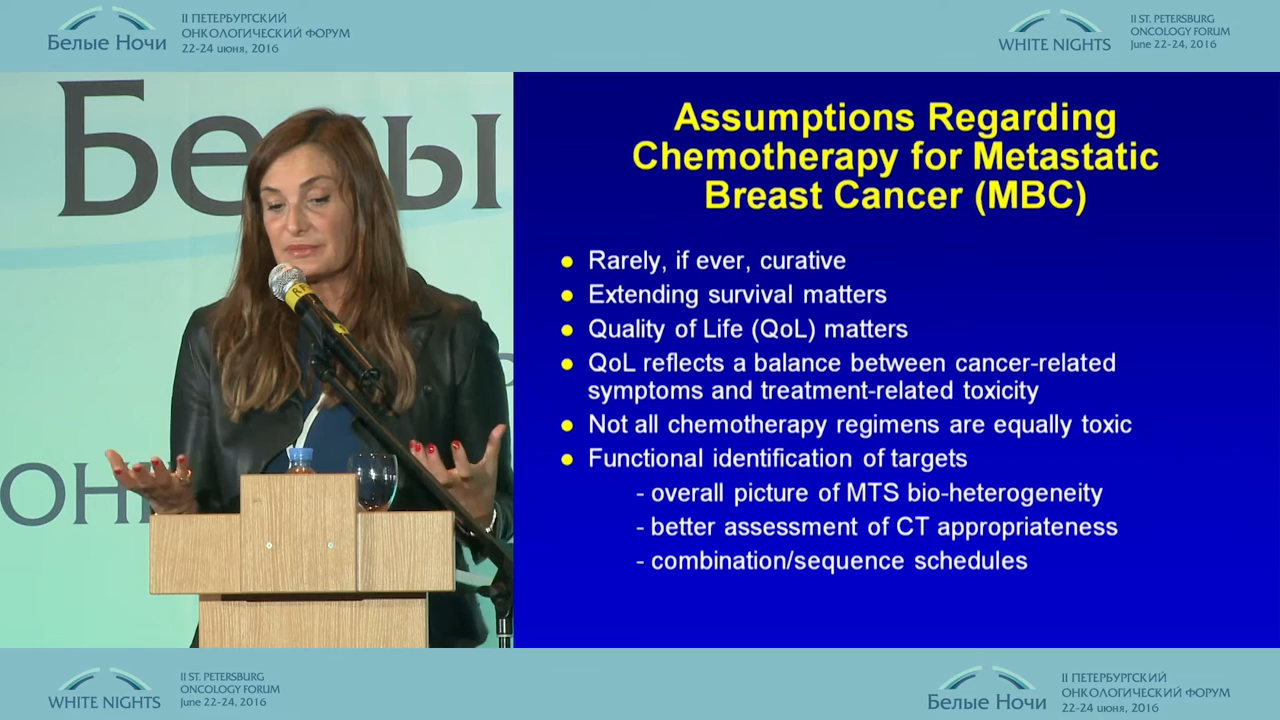 Белые Ночи
II ПЕТЕРБУРГСКИЙ
ОНКОЛОГИЧЕСКИЙ ФОРУМ
22-24 июня, 2016
WHITE NIGHTS
II ST. PETERSBURG
ONCOLOGY FORUM
June 22-24, 2016
Assumptions Regarding
Chemotherapy for Metastatic
Breast Cancer (MBC)
● Rarely, if ever, curative
● Extending survival matters
● Quality of Life (QoL) matters
● QoL reflects a balance between cancer-related
symptoms and treatment-related toxicity
● Not all chemotherapy regimens are equally toxic
● Functional identification of targets
- overall picture of MTS bio-heterogeneity
- better assessment of CT appropriateness
- combination/sequence schedules
WHITE NIGHTS
II ST. PETERSBURG
ONCOLOGY FORUM
June 22-24, 2016
Белые Ночи
II ПЕТЕРБУРГСКИЙ
ОНКОЛОГИЧЕСКИЙ ФОРУМ
22-24 июня, 2016